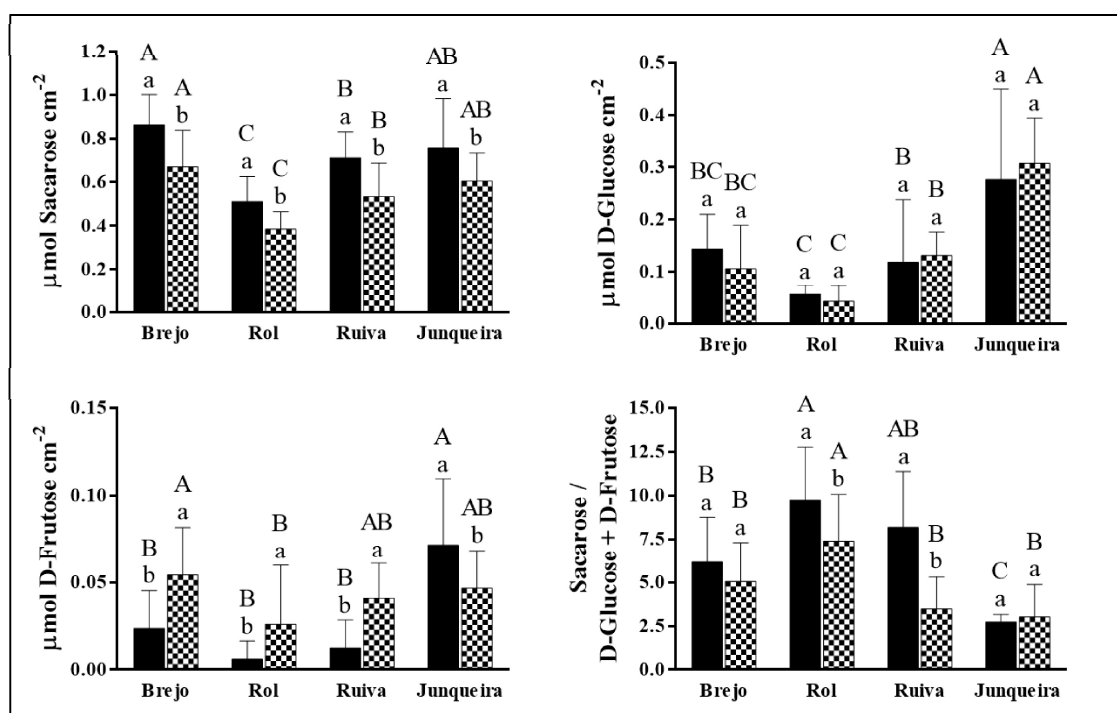 μmol Sacarose cm⁻²
1.2
1.0
0.8
0.6
0.4
0.2
0.0
A
a
A
b
C
a
C
b
B
a
B
b
AB
a
AB
b
Brejo Rol Ruiva Junqueira
μmol D-Glucose cm⁻²
0.5
0.4
0.3
0.2
0.1
0.0
BC
a
BC
a
C
a
C
a
B
a
B
a
A
a
A
a
Brejo Rol Ruiva Junqueira
μmol D-Frutose cm⁻²
0.15
0.10
0.05
0.00
B
b
A
a
B
b
B
a
B
b
AB
a
A
a
AB
b
Brejo Rol Ruiva Junqueira
Sacarose /
D-Glucose + D-Frutose
15.0
12.5
10.0
7.5
5.0
2.5
0.0
B
a
B
a
A
a
A
b
AB
a
B
b
C
a
B
a
Brejo Rol Ruiva Junqueira